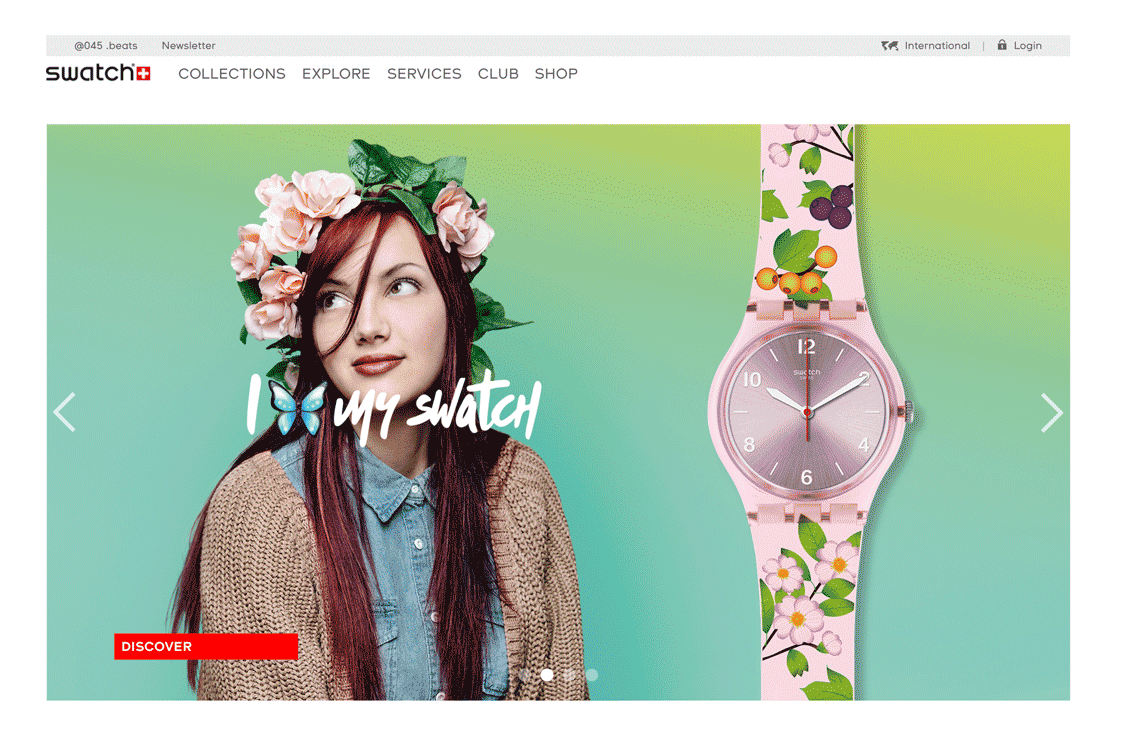 @045 .beats Newsletter International | Login
swatch COLLECTIONS EXPLORE SERVICES CLUB SHOP
I my swatch
12
swatch
10 2
8 4
6
DISCOVER